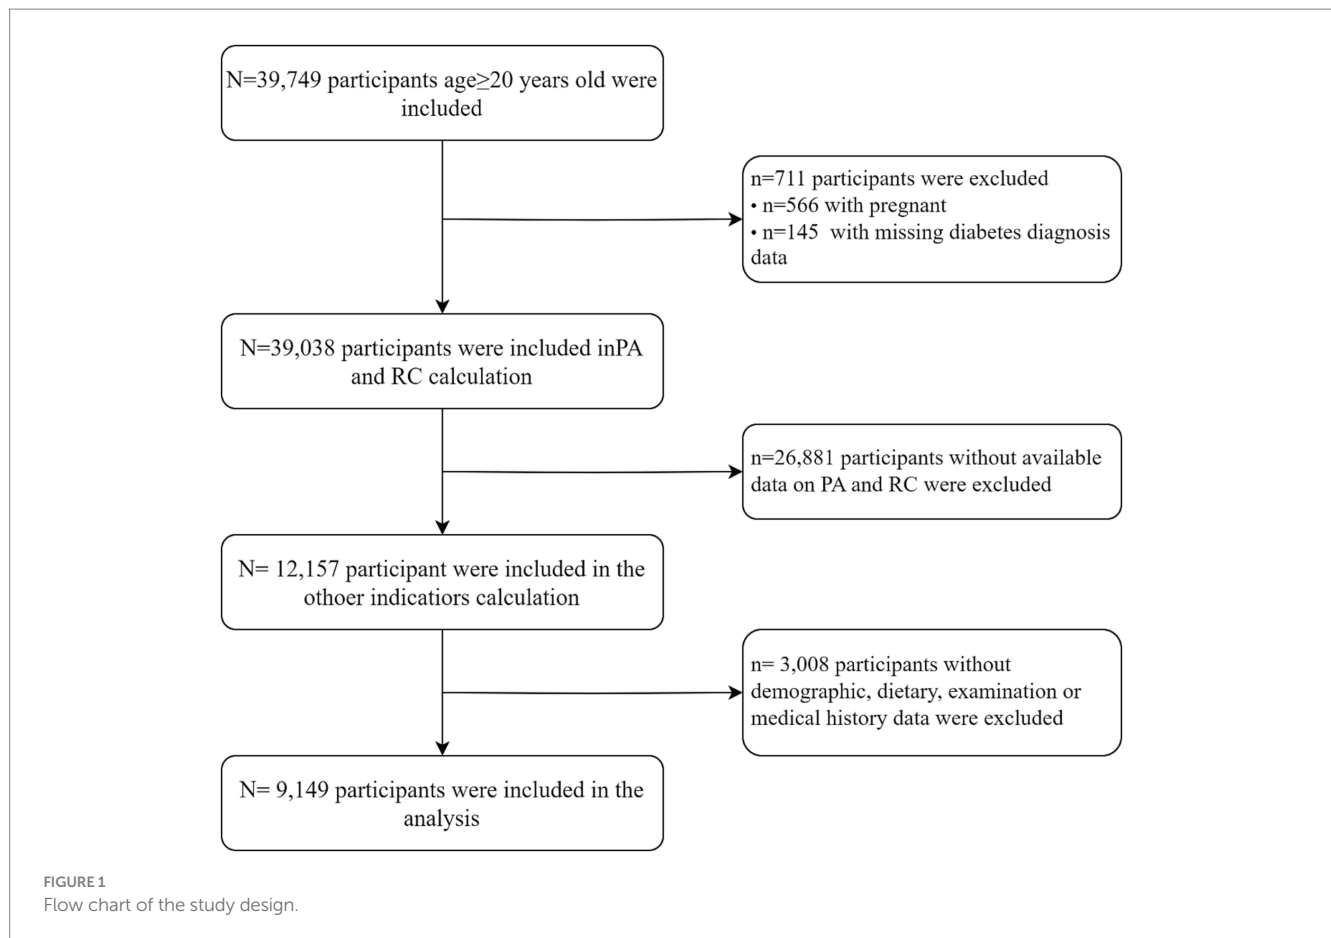 N=39,749 participants age≥20 years old were
included
n=711 participants were excluded
• n=566 with pregnant
• n=145 with missing diabetes diagnosis
data
N=39,038 participants were included inPA
and RC calculation
n=26,881 participants without available
data on PA and RC were excluded
N= 12,157 participant were included in the
othoer indicatiors calculation
n= 3,008 participants without
demographic, dietary, examination or
medical history data were excluded
N= 9,149 participants were included in the
analysis
FIGURE 1
Flow chart of the study design.